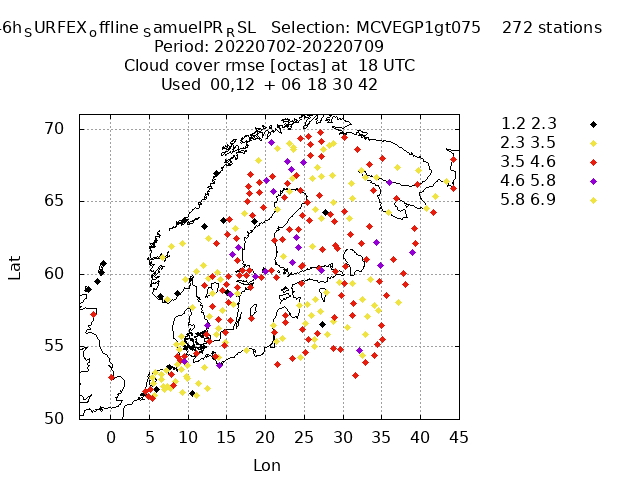 46h_SURFEX_offline_SamuelPR_RSL Selection: MCVEGP1gt075 272 stations
Period: 20220702-20220709
Cloud cover rmse [octas] at 18 UTC
Used 00,12 + 06 18 30 42
1.2 2.3
2.3 3.5
3.5 4.6
4.6 5.8
5.8 6.9
70
65
60
55
50
Lat
0 5 10 15 20 25 30 35 40 45
Lon